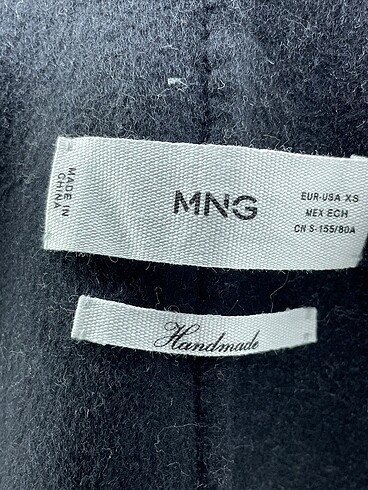 MADE IN
CHINA
MNG
EUR-USA XS
MEX ECH
CN S-155/80A
Handmade